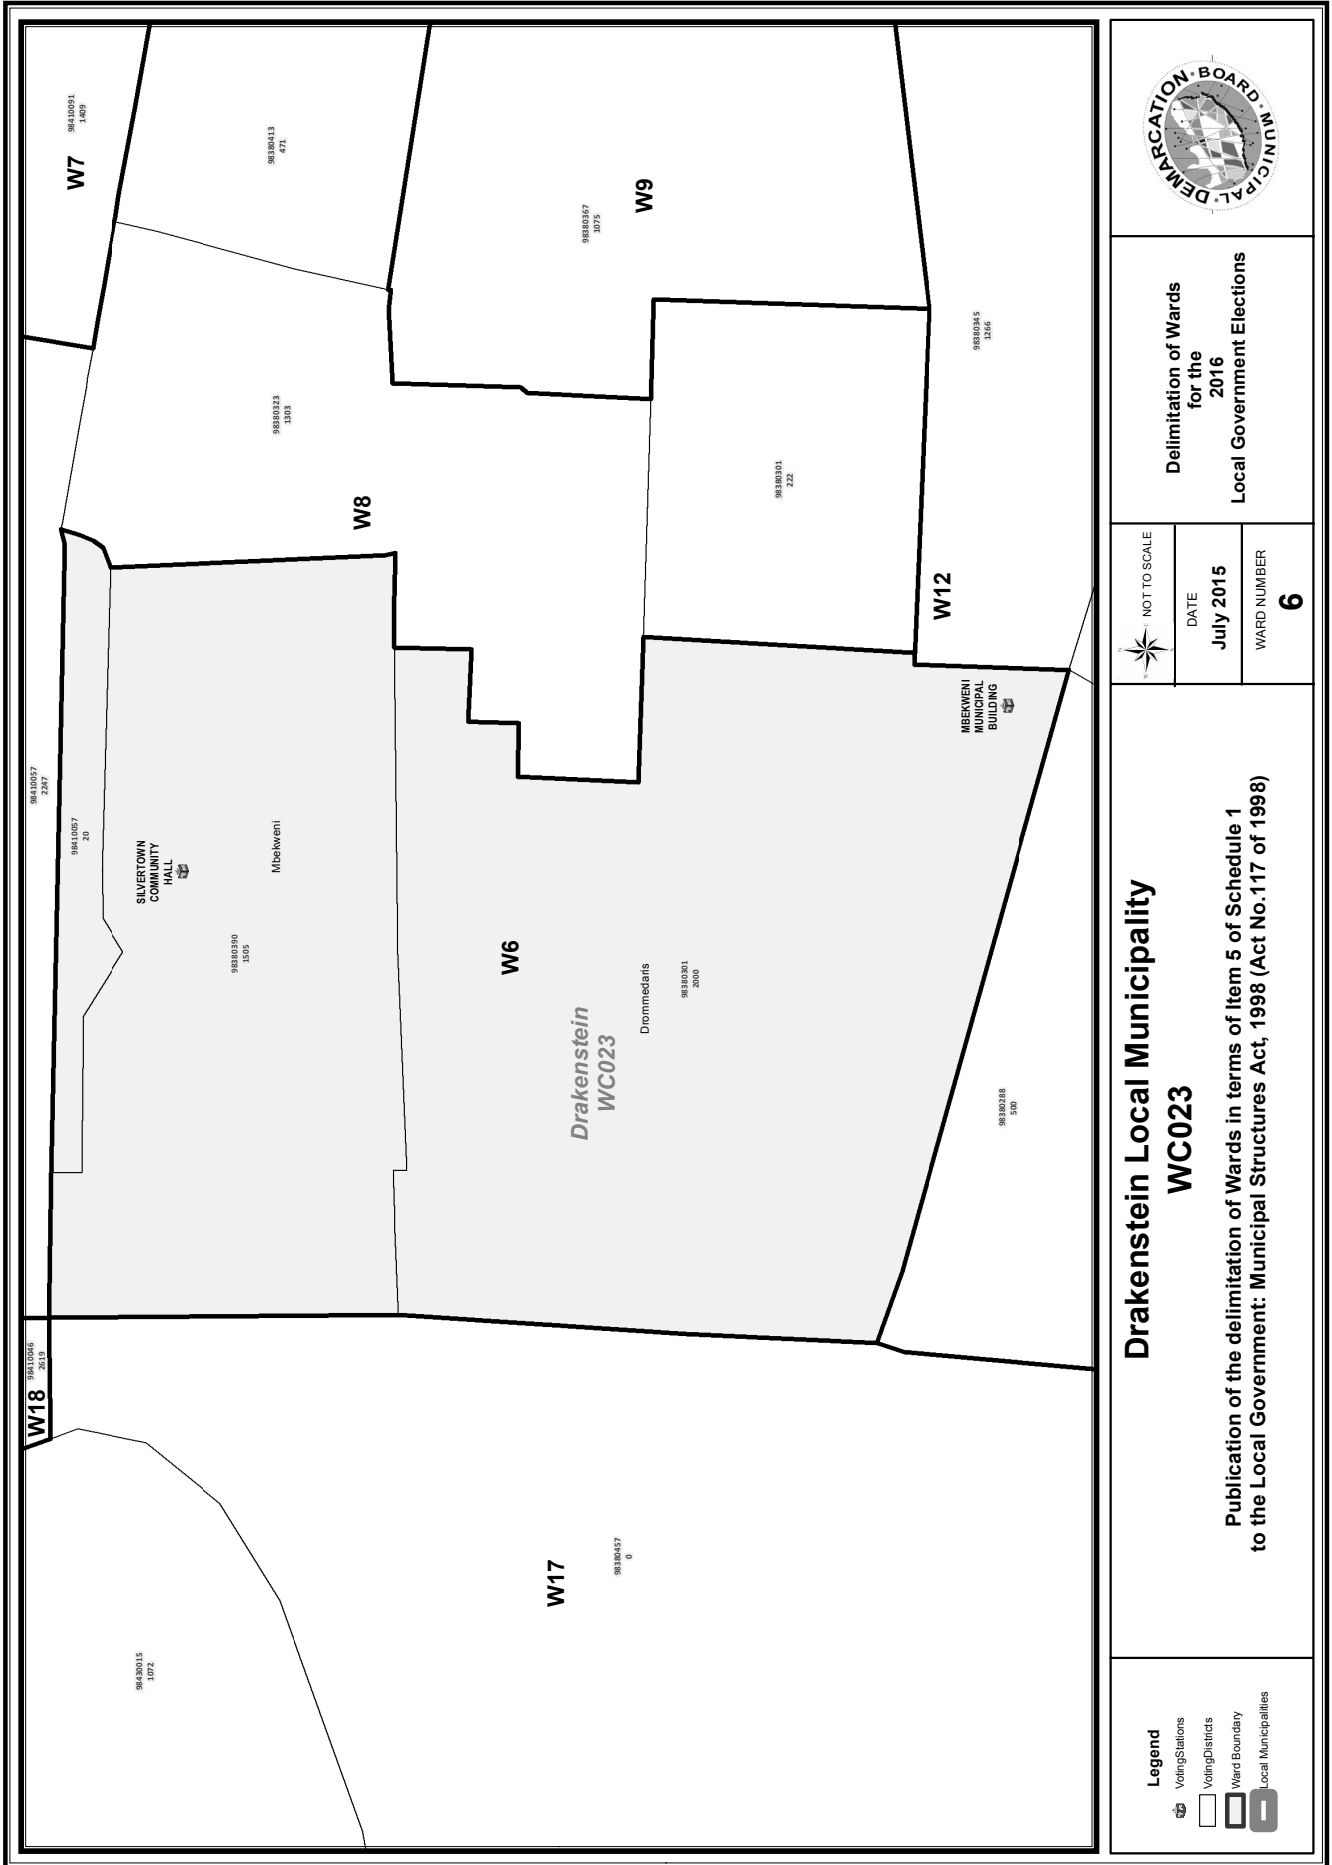 W18
98410046
2619
98410057
2247
W7
98410091
1409
98410057
20
SILVERTOWN
COMMUNITY
HALL
Mbekweni
98380390
1505
98380413
471
98380323
1303
W8
W6
Drakenstein
WC023
Drommedaris
98380301
2000
98380367
1075
W9
98380301
222
W12
98380345
1266
MBEKWENI
MUNICIPAL
BUILDING
98380288
500
98430015
1072
W17
98380457
0
Legend
VotingStations
VotingDistricts
Ward Boundary
Local Municipalities
Drakenstein Local Municipality
WC023
Publication of the delimitation of Wards in terms of Item 5 of Schedule 1
to the Local Government: Municipal Structures Act, 1998 (Act No.117 of 1998)
N
W
E
S
NOT TO SCALE
DATE
July 2015
WARD NUMBER
6
Delimitation of Wards
for the
2016
Local Government Elections
MUNICIPAL DEMARCATION BOARD